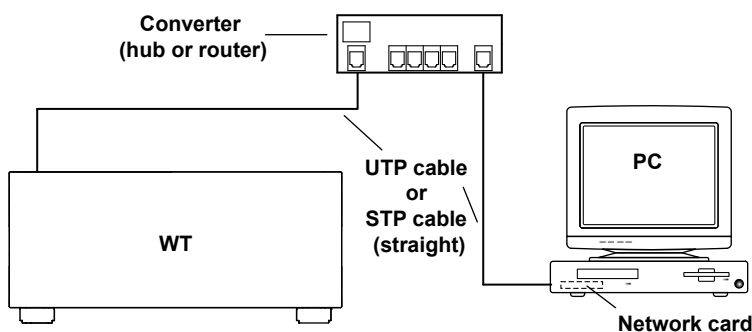 Converter
(hub or router)
UTP cable
or
STP cable
(straight)
PC
WT
Network card